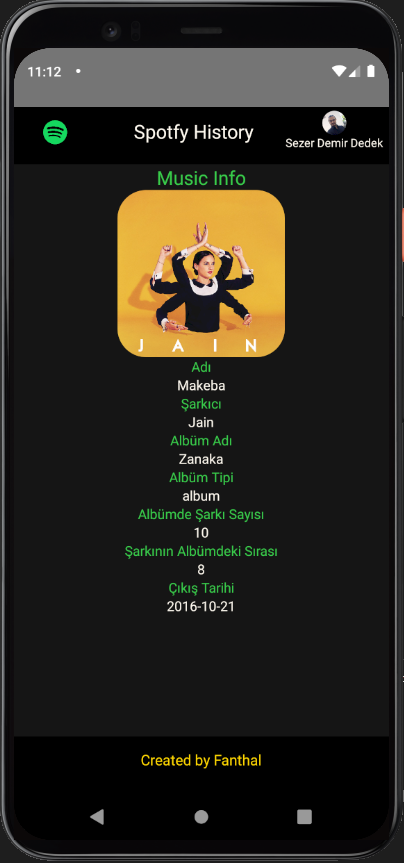 11:12
Spotfy History
Sezer Demir Dedek
Music Info
JAIN
Adı
Makeba
Şarkıcı
Jain
Albüm Adı
Zanaka
Albüm Tipi
album
Albümde Şarkı Sayısı
10
Şarkının Albümdeki Sırası
8
Çıkış Tarihi
2016-10-21
Created by Fanthal